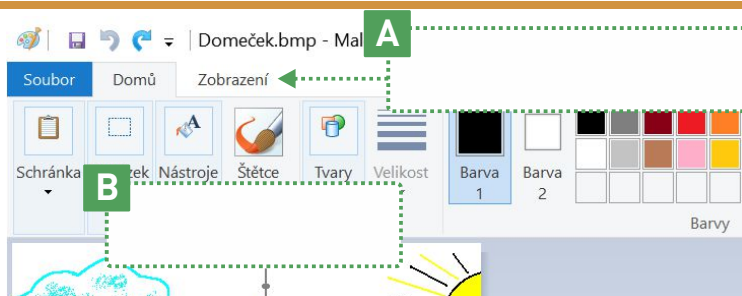 Domeček.bmp - Mal
A
Soubor Domů Zobrazení
Schránka zek Nástroje Štětce Tvary Velikost Barva 1 Barva 2
B
Barvy